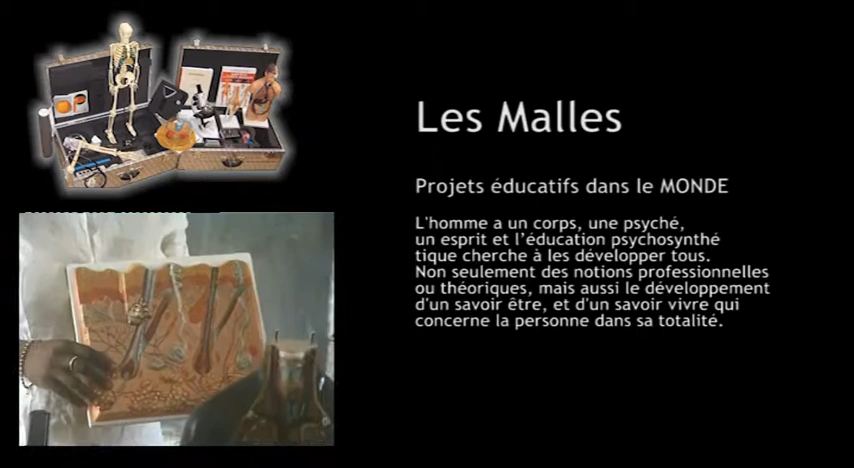 Les Malles
Projets éducatifs dans le MONDE
L'homme a un corps, une psyché,
un esprit et l'éducation psychosynthé
tique cherche à les développer tous.
Non seulement des notions professionnelles
ou théoriques, mais aussi le développement
d'un savoir être, et d'un savoir vivre qui
concerne la personne dans sa totalité.